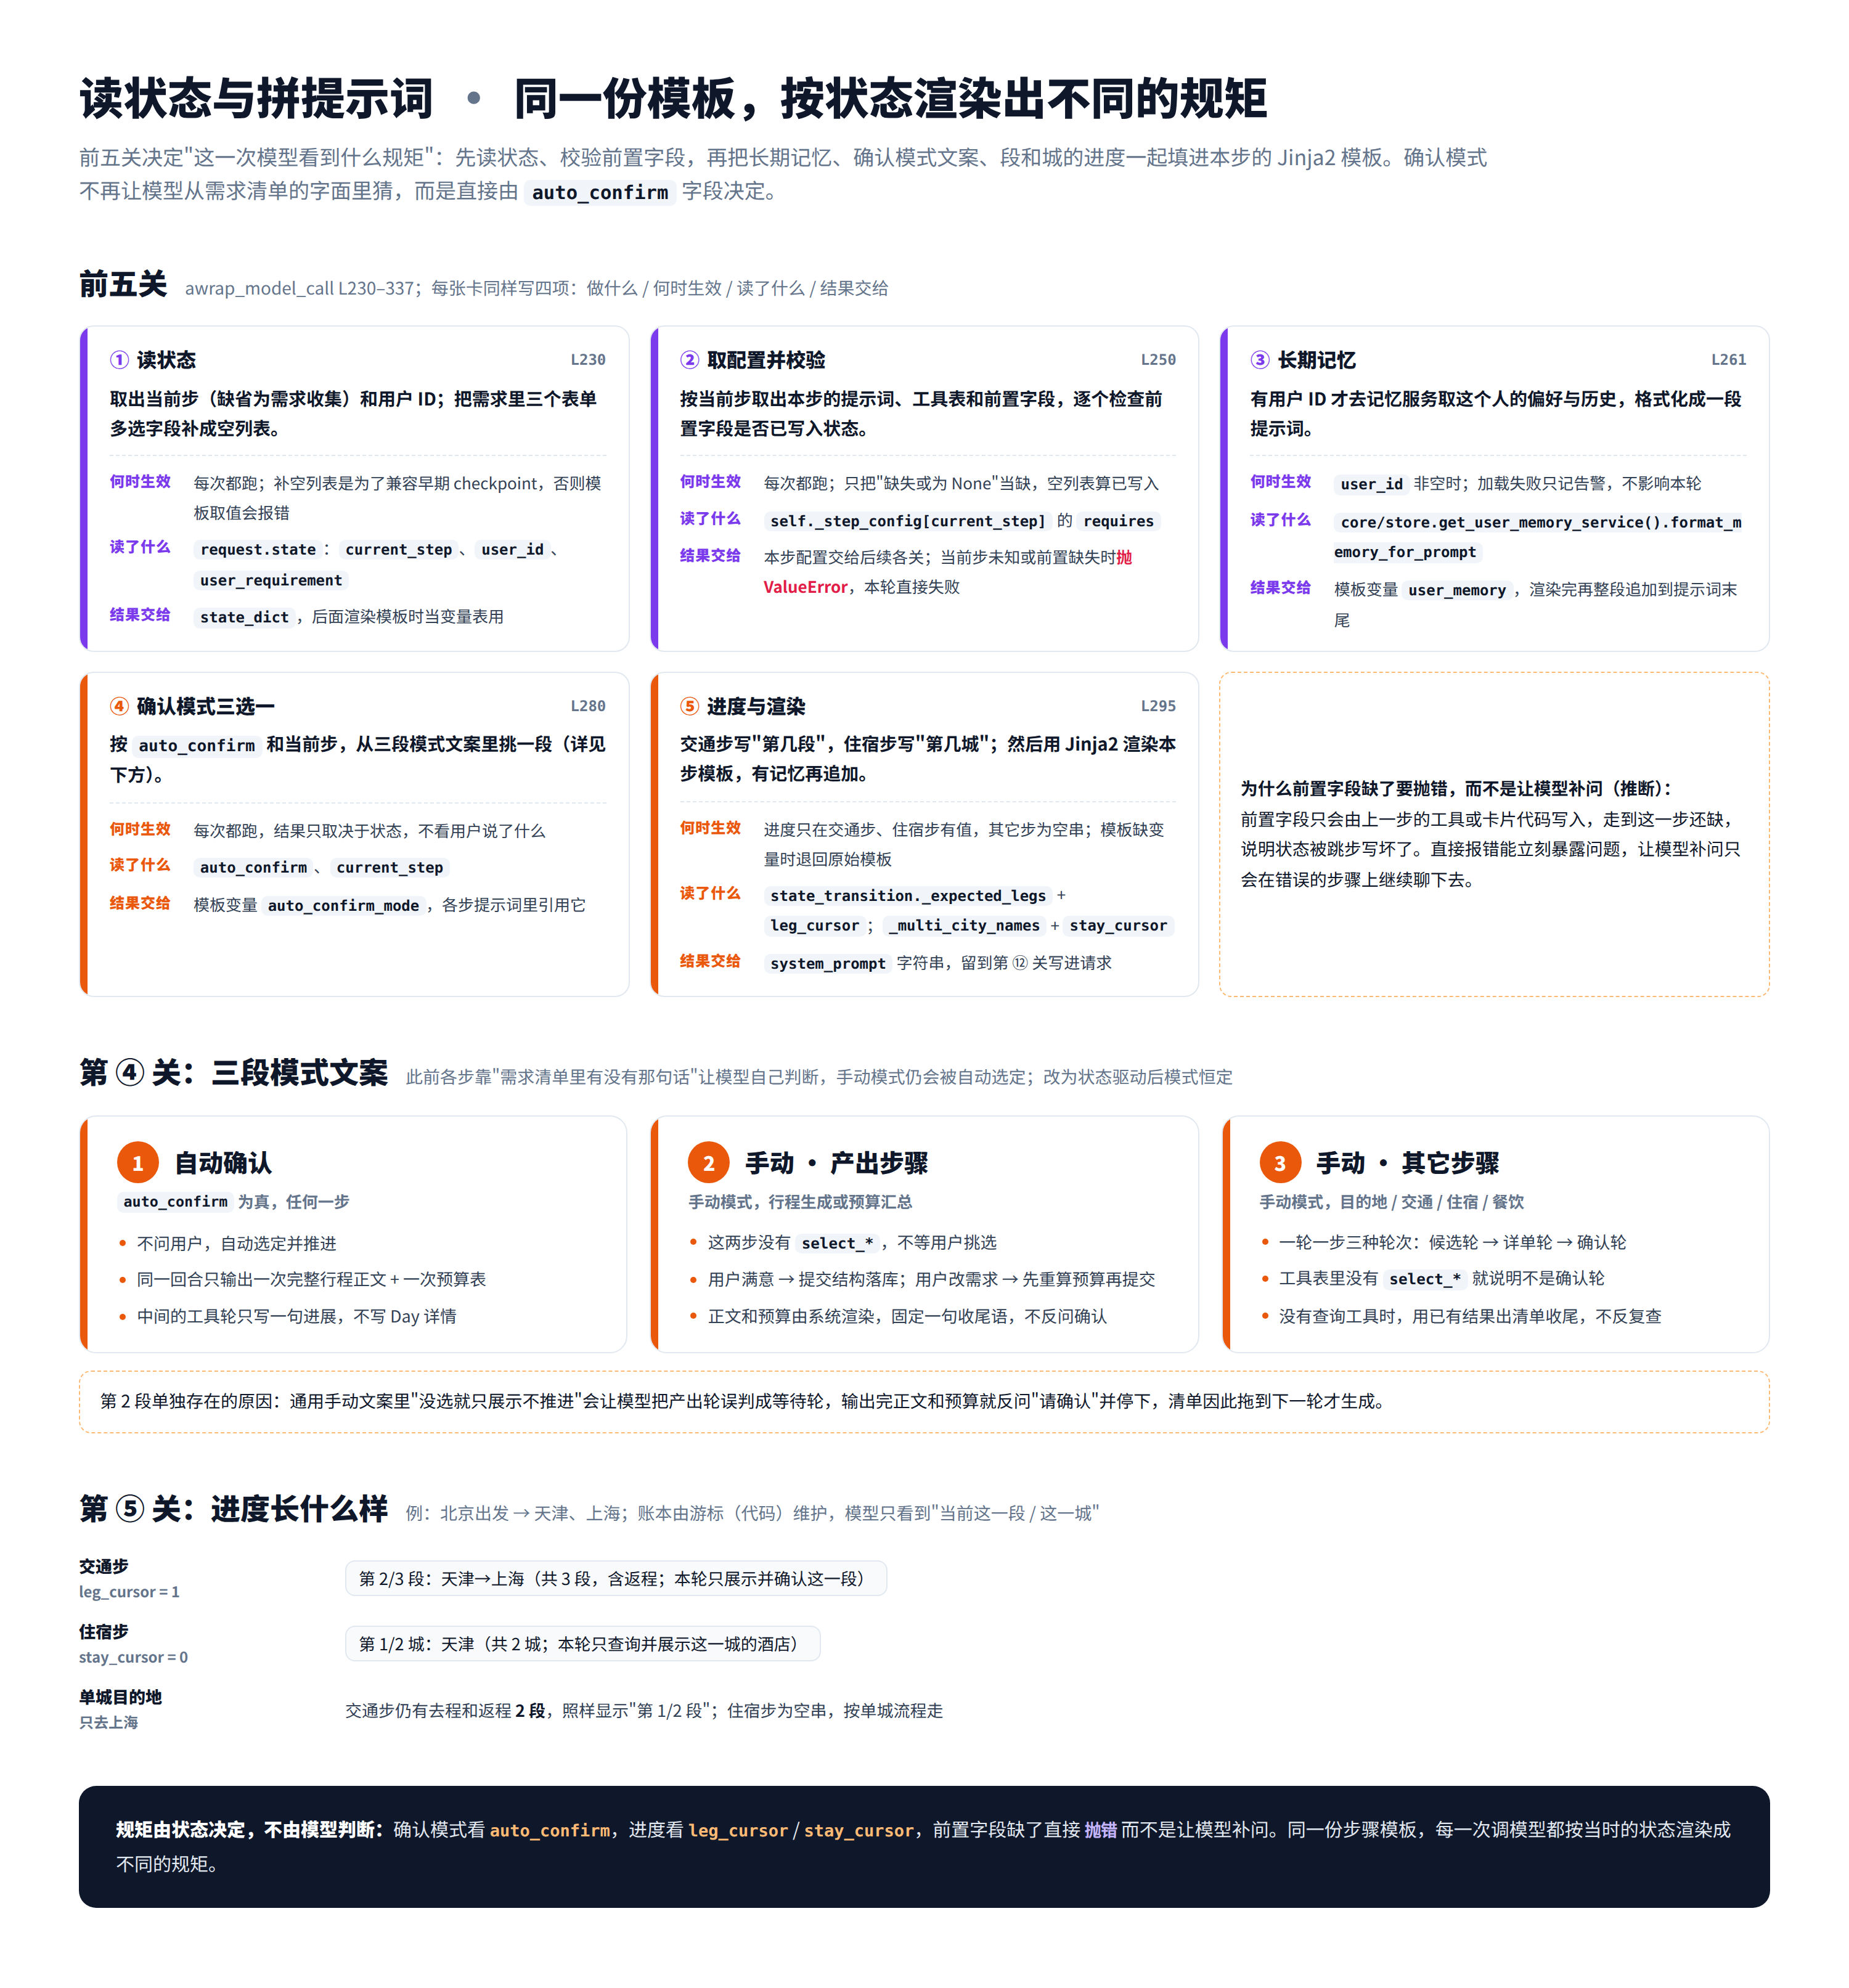 读状态与拼提示词 • 同一份模板，按状态渲染出不同的规矩
前五关决定"这一次模型看到什么规矩"：先读状态、校验前置字段，再把长期记忆、确认模式文案、段和城的进度一起填进本步的 Jinja2 模板。确认模式
不再让模型从需求清单的字面里猜，而是直接由 auto_confirm 字段决定。
前五关 awrap_model_call L230–337；每张卡同样写四项：做什么 / 何时生效 / 读了什么 / 结果交给
① 读状态 L230
取出当前步（缺省为需求收集）和用户 ID；把需求里三个表单
多选字段补成空列表。
何时生效 每次都跑；补空列表是为了兼容早期 checkpoint，否则模
板取值会报错
读了什么 request.state：current_step、user_id、
user_requirement
结果交给 state_dict，后面渲染模板时当变量表用
② 取配置并校验 L250
按当前步取出本步的提示词、工具表和前置字段，逐个检查前
置字段是否已写入状态。
何时生效 每次都跑；只把"缺失或为 None"当缺，空列表算已写入
读了什么 self._step_config[current_step] 的 requires
结果交给 本步配置交给后续各关；当前步未知或前置缺失时抛
ValueError，本轮直接失败
③ 长期记忆 L261
有用户 ID 才去记忆服务取这个人的偏好与历史，格式化成一段
提示词。
何时生效 user_id 非空时；加载失败只记告警，不影响本轮
读了什么 core/store.get_user_memory_service().format_m
emory_for_prompt
结果交给 模板变量 user_memory，渲染完再整段追加到提示词末
尾
④ 确认模式三选一 L280
按 auto_confirm 和当前步，从三段模式文案里挑一段（详见
下方）。
何时生效 每次都跑，结果只取决于状态，不看用户说了什么
读了什么 auto_confirm、current_step
结果交给 模板变量 auto_confirm_mode，各步提示词里引用它
⑤ 进度与渲染 L295
交通步写"第几段"，住宿步写"第几城"；然后用 Jinja2 渲染本
步模板，有记忆再追加。
何时生效 进度只在交通步、住宿步有值，其它步为空串；模板缺变
量时退回原始模板
读了什么 state_transition._expected_legs +
leg_cursor；_multi_city_names + stay_cursor
结果交给 system_prompt 字符串，留到第 ⑫ 关写进请求
为什么前置字段缺了要抛错，而不是让模型补问（推断）：
前置字段只会由上一步的工具或卡片代码写入，走到这一步还缺，
说明状态被跳步写坏了。直接报错能立刻暴露问题，让模型补问只
会在错误的步骤上继续聊下去。
第 ④ 关：三段模式文案 此前各步靠"需求清单里有没有那句话"让模型自己判断，手动模式仍会被自动选定；改为状态驱动后模式恒定
1 自动确认
auto_confirm 为真，任何一步
• 不问用户，自动选定并推进
• 同一回合只输出一次完整行程正文 + 一次预算表
• 中间的工具轮只写一句进展，不写 Day 详情
2 手动 • 产出步骤
手动模式，行程生成或预算汇总
• 这两步没有 select_*，不等用户挑选
• 用户满意 → 提交结构落库；用户改需求 → 先重算预算再提交
• 正文和预算由系统渲染，固定一句收尾语，不反问确认
3 手动 • 其它步骤
手动模式，目的地 / 交通 / 住宿 / 餐饮
• 一轮一步三种轮次：候选轮 → 详单轮 → 确认轮
• 工具表里没有 select_* 就说明不是确认轮
• 没有查询工具时，用已有结果出清单收尾，不反复查
第 2 段单独存在的原因：通用手动文案里"没选就只展示不推进"会让模型把产出轮误判成等待轮，输出完正文和预算就反问"请确认"并停下，清单因此拖到下一轮才生成。
第 ⑤ 关：进度长什么样 例：北京出发 → 天津、上海；账本由游标（代码）维护，模型只看到"当前这一段 / 这一城"
交通步
leg_cursor = 1
第 2/3 段：天津→上海（共 3 段，含返程；本轮只展示并确认这一段）
住宿步
stay_cursor = 0
第 1/2 城：天津（共 2 城；本轮只查询并展示这一城的酒店）
单城目的地
只去上海
交通步仍有去程和返程 2 段，照样显示"第 1/2 段"；住宿步为空串，按单城流程走
规矩由状态决定，不由模型判断：确认模式看 auto_confirm，进度看 leg_cursor / stay_cursor，前置字段缺了直接 抛错 而不是让模型补问。同一份步骤模板，每一次调模型都按当时的状态渲染成
不同的规矩。